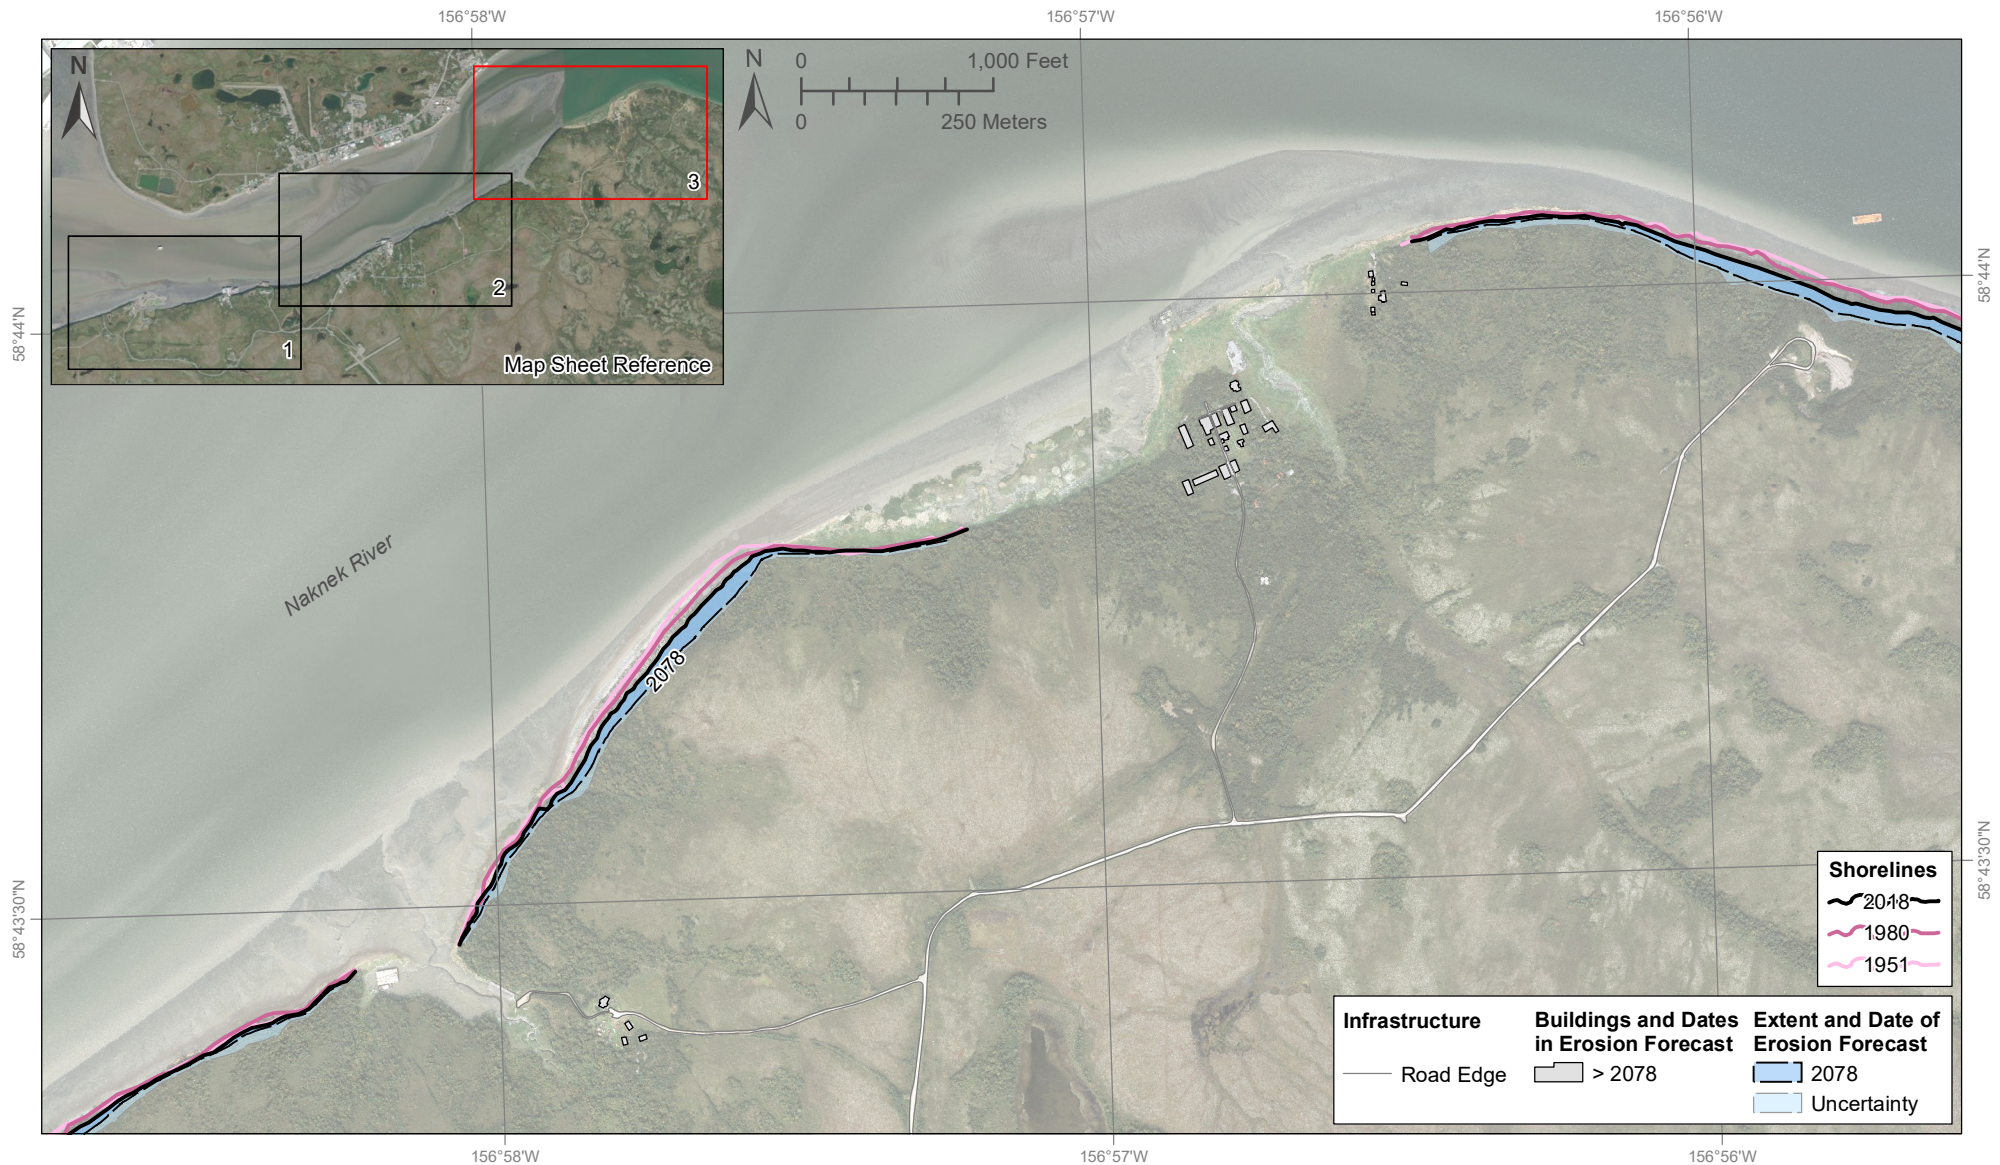 156°58'W
156°57'W
156°56'W
N
3
2
1
Map Sheet Reference
N
0
1,000 Feet
0
250 Meters
58°44'N
58°44'N
Naknek River
2078
58°43'30"N
58°43'30"N
Shorelines
2018
1980
1951
Infrastructure
Road Edge
Buildings and Dates
in Erosion Forecast
> 2078
Extent and Date of
Erosion Forecast
2078
Uncertainty
156°58'W
156°57'W
156°56'W